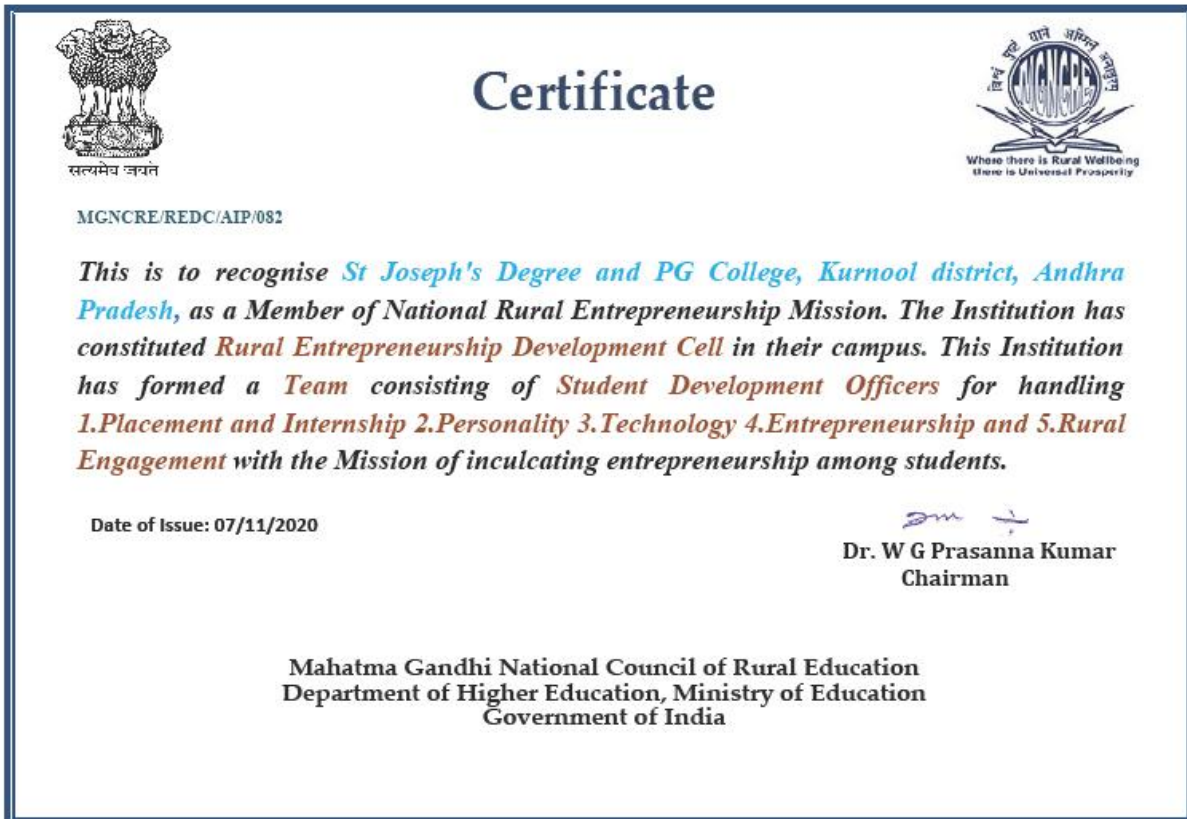 Certificate
सत्यमेव जयते
MGNCRE
Where there is Rural Wellbeing
there is Universal Prosperity
MGNCRE/REDC/AIP/082
This is to recognise St Joseph's Degree and PG College, Kurnool district, Andhra
Pradesh, as a Member of National Rural Entrepreneurship Mission. The Institution has
constituted Rural Entrepreneurship Development Cell in their campus. This Institution
has formed a Team consisting of Student Development Officers for handling
1.Placement and Internship 2.Personality 3.Technology 4.Entrepreneurship and 5.Rural
Engagement with the Mission of inculcating entrepreneurship among students.
Date of Issue: 07/11/2020
Dr. W G Prasanna Kumar
Chairman
Mahatma Gandhi National Council of Rural Education
Department of Higher Education, Ministry of Education
Government of India